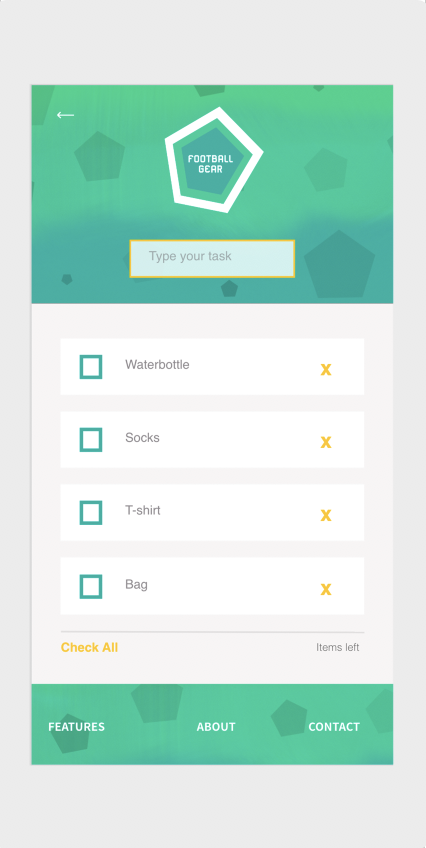 ←
FOOTBALL
GEAR
Type your task
Waterbottle x
Socks x
T-shirt x
Bag x
Check All Items left
FEATURES ABOUT CONTACT